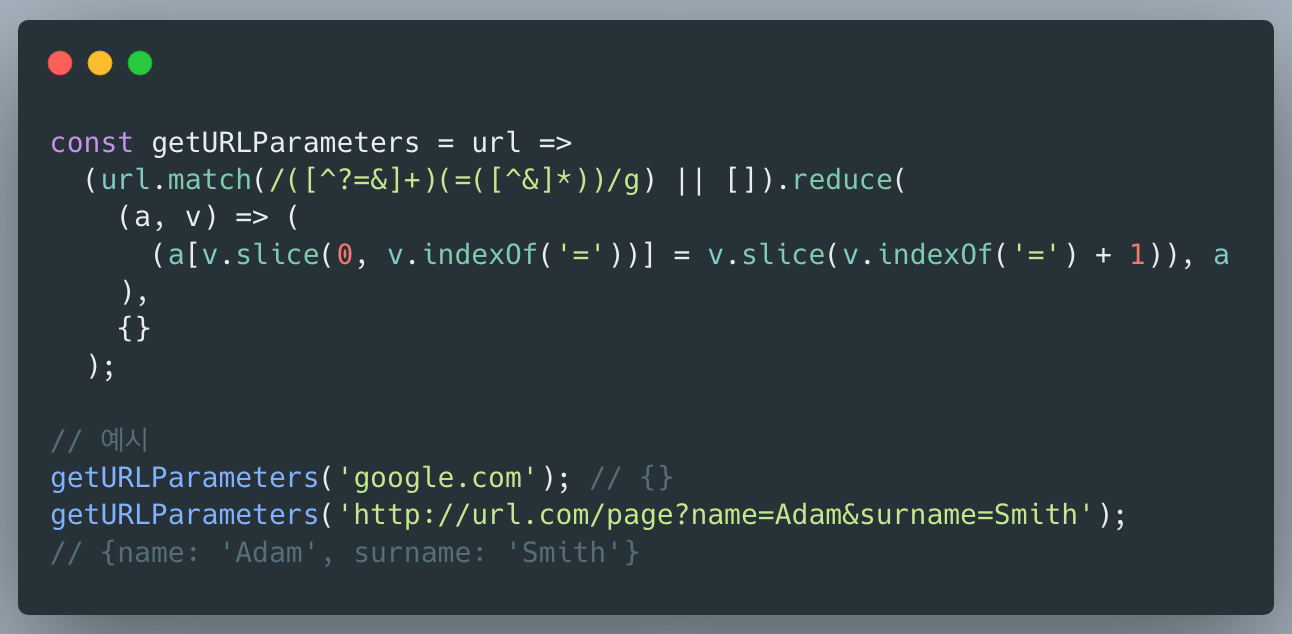 const getURLParameters = url =>
  (url.match(/([^?=&]+)(=([^&]*))/g) || []).reduce(
    (a, v) => (
      (a[v.slice(0, v.indexOf('='))] = v.slice(v.indexOf('=') + 1)), a
    ),
    {}
  );

// 예시
getURLParameters('google.com'); // {}
getURLParameters('http://url.com/page?name=Adam&surname=Smith');
// {name: 'Adam', surname: 'Smith'}